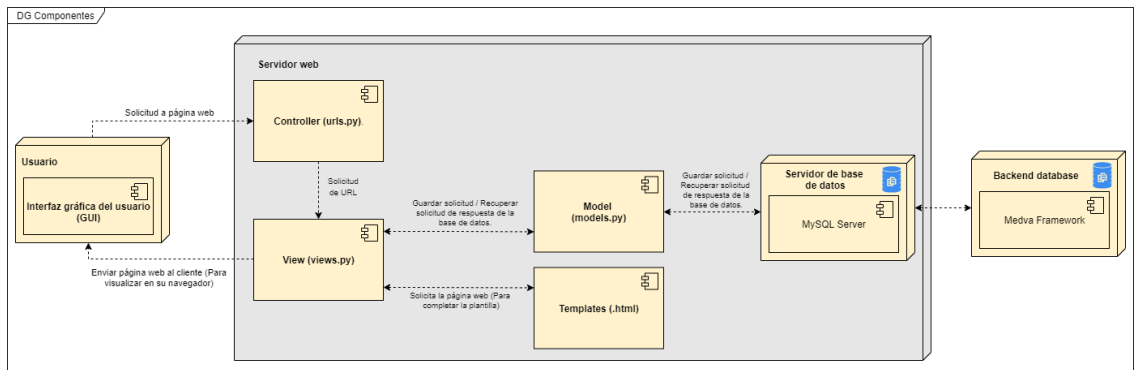 DG Componentes
Servidor web
Controller (urls.py).
Solicitud a página web
Usuario
Interfaz gráfica del usuario
(GUI)
Solicitud
de URL
View (views.py)
Enviar página web al cliente (Para
visualizar en su navegador)
Guardar solicitud / Recuperar
solicitud de respuesta de la
base de datos.
Model
(models.py)
Solicita la página web (Para
completar la plantilla)
Templates (.html)
Guardar solicitud /
Recuperar solicitud
de respuesta de la
base de datos.
Servidor de base
de datos
MySQL Server
Backend database
Medva Framework